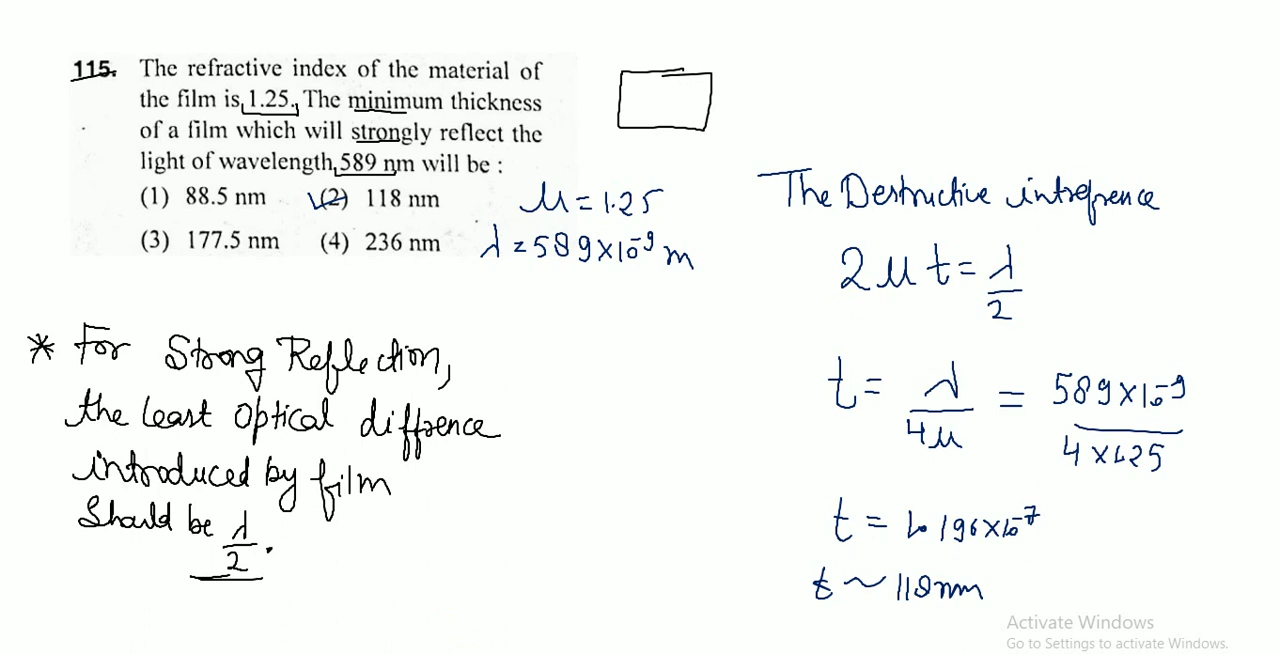 115. The refractive index of the material of
the film is 1.25. The minimum thickness
of a film which will strongly reflect the
light of wavelength 589 nm will be :
(1) 88.5 nm (2) 118 nm
(3) 177.5 nm (4) 236 nm
μ = 1.25
λ = 589×10⁻⁹ m
* For Strong Reflection,
the least optical diffrence
introduced by film
Should be λ/2.
The Destructive intrefrence
2μt = λ/2
t = λ/4μ = 589×10⁻⁹/4×1.25
t = 1.196×10⁻⁷
t ~ 118nm
Activate Windows
Go to Settings to activate Windows.